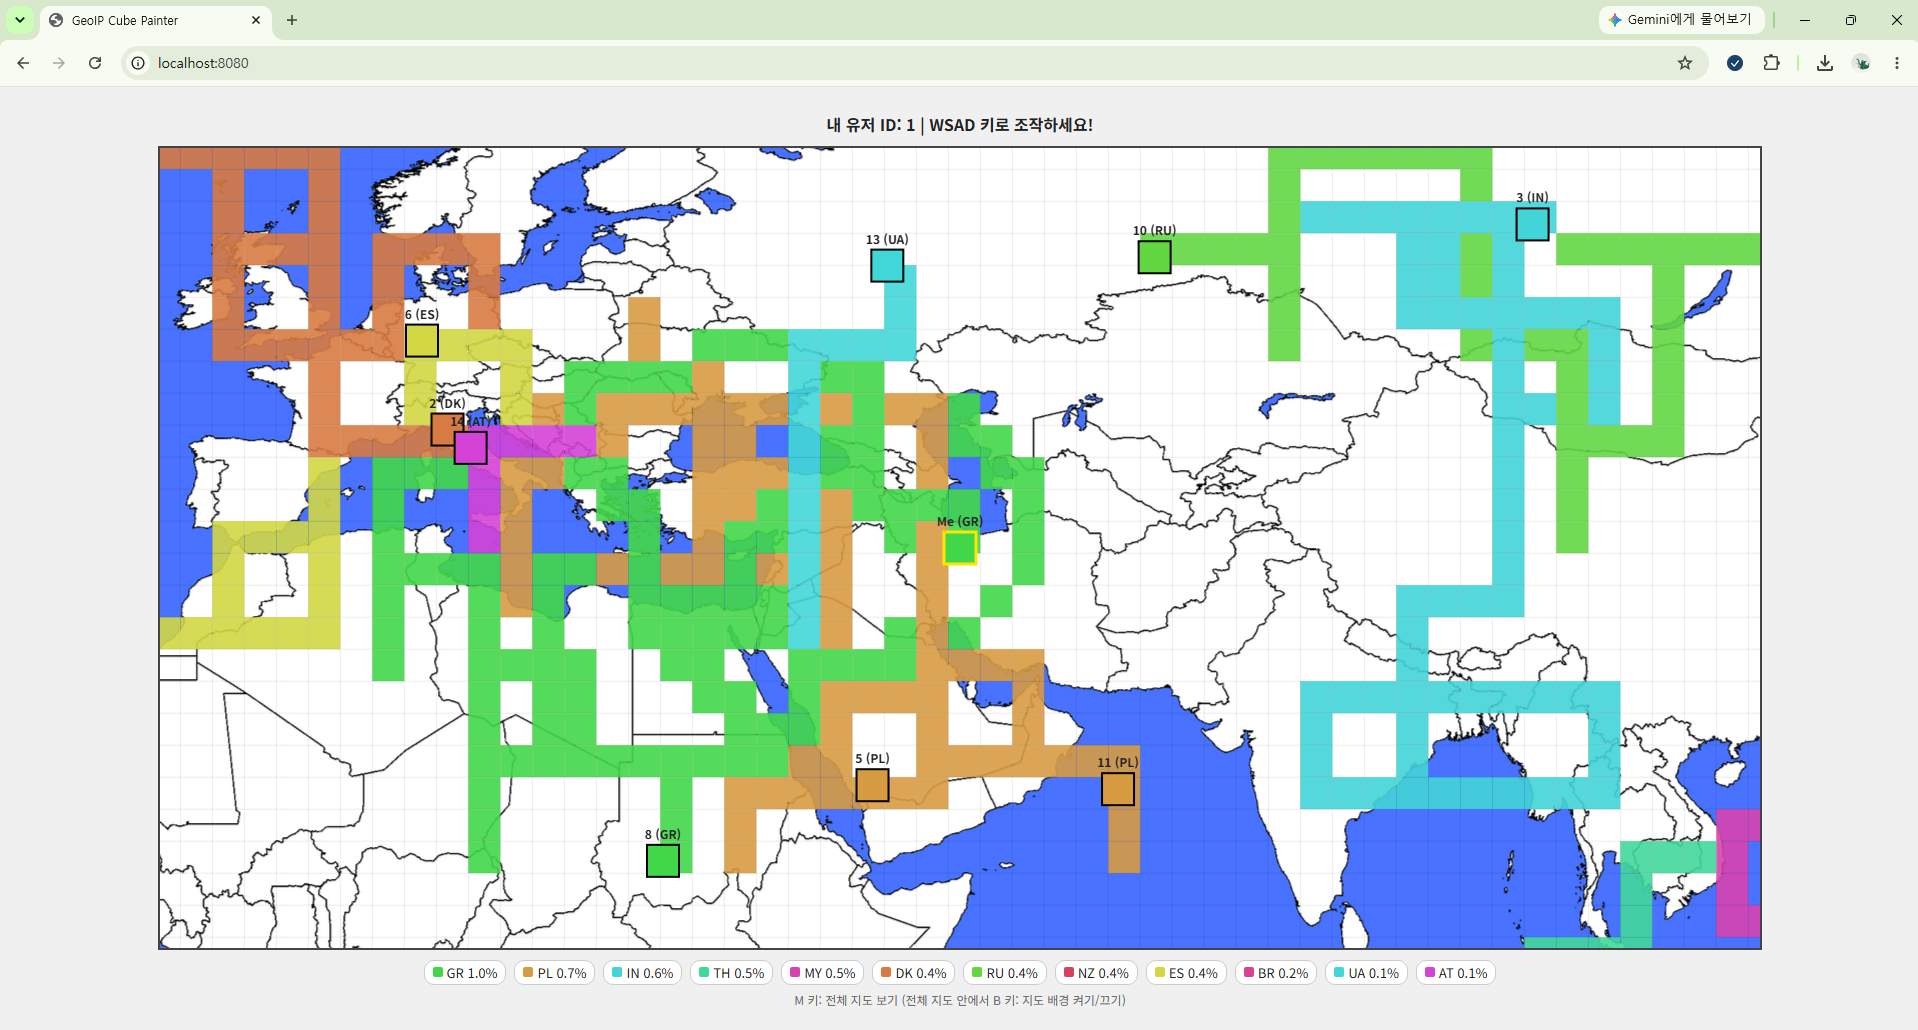 GeoIP Cube Painter
Gemini에게 물어보기
localhost:8080
내 유저 ID: 1 | WSAD 키로 조작하세요!
3 (IN)
10 (RU)
13 (UA)
6 (ES)
2 (DK)
14 (AT)
Me (GR)
5 (PL)
11 (PL)
8 (GR)
GR 1.0% PL 0.7% IN 0.6% TH 0.5% MY 0.5% DK 0.4% RU 0.4% NZ 0.4% ES 0.4% BR 0.2% UA 0.1% AT 0.1%
M 키: 전체 지도 보기 (전체 지도 안에서 B 키: 지도 배경 켜기/끄기)